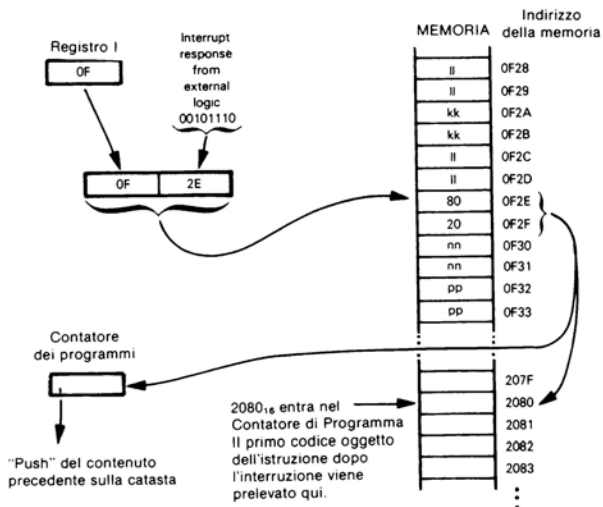 Registro I
0F
Interrupt
response
from
external
logic
00101110
0F 2E
MEMORIA
Indirizzo
della memoria
jj 0F28
jj 0F29
kk 0F2A
kk 0F2B
ll 0F2C
ll 0F2D
80 0F2E
20 0F2F
nn 0F30
nn 0F31
pp 0F32
pp 0F33
Contatore
dei programmi
"Push" del contenuto
precedente sulla catasta
2080₁₆ entra nel
Contatore di Programma
Il primo codice oggetto
dell'istruzione dopo
l'interruzione viene
prelevato qui.
207F
2080
2081
2082
2083